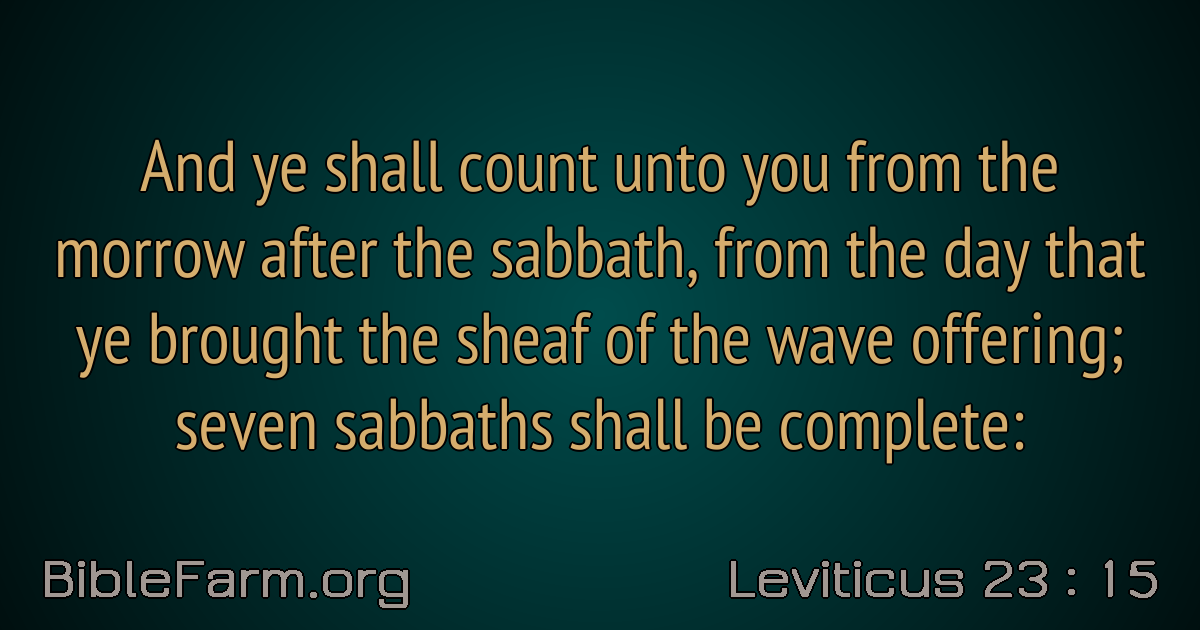 And ye shall count unto you from the
morrow after the sabbath, from the day that
ye brought the sheaf of the wave offering;
seven sabbaths shall be complete:
BibleFarm.org
Leviticus 23 : 15